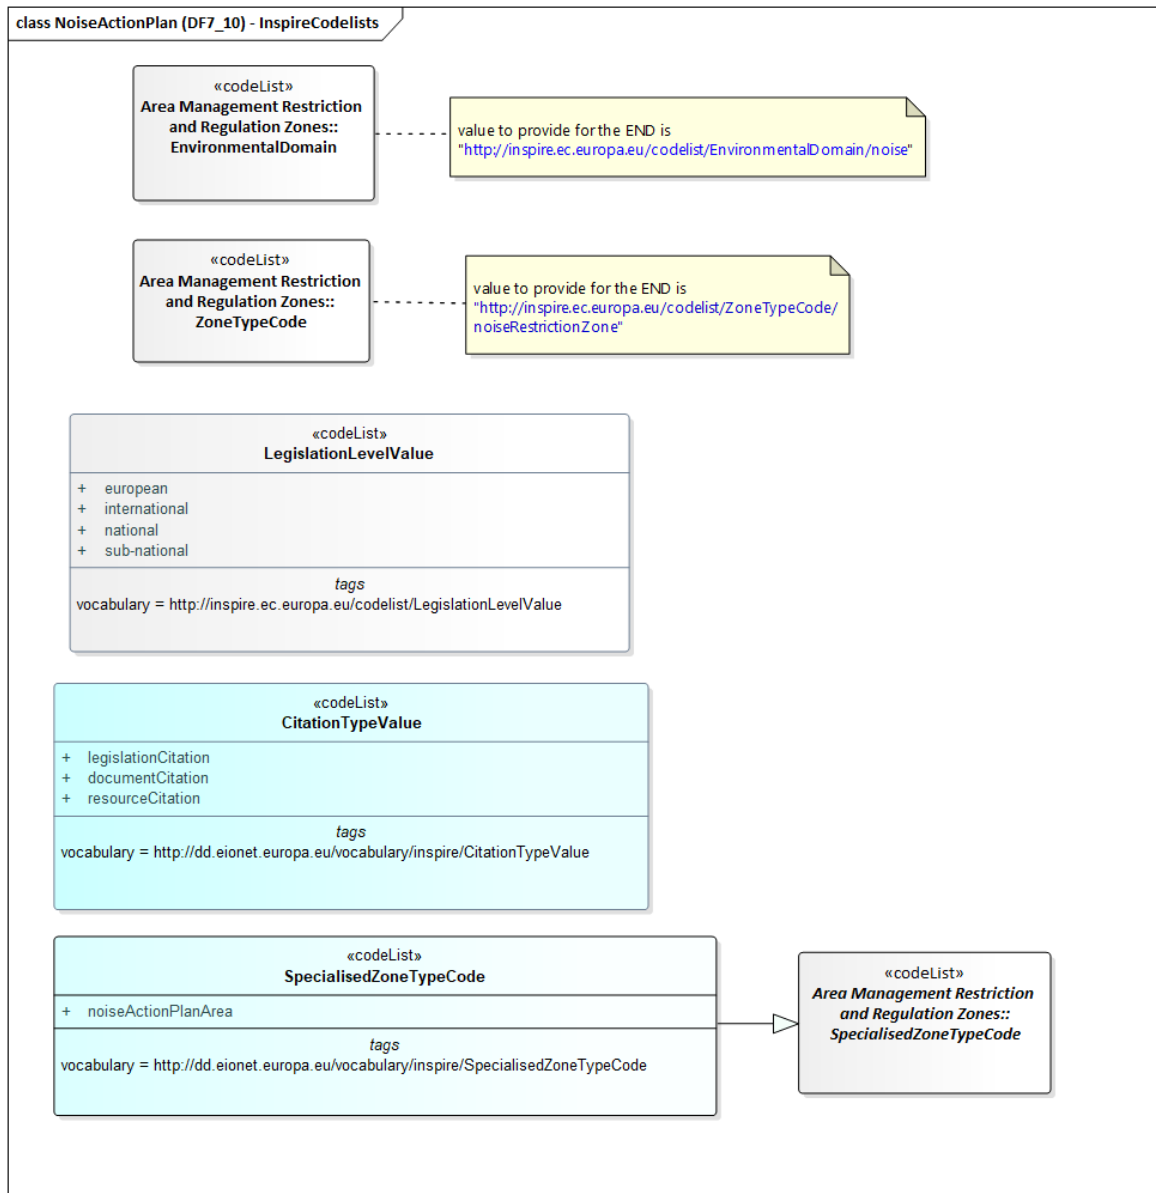 class NoiseActionPlan (DF7_10) - InspireCodelists
«codeList»
Area Management Restriction
and Regulation Zones::
EnvironmentalDomain
value to provide for the END is
"http://inspire.ec.europa.eu/codelist/EnvironmentalDomain/noise"
«codeList»
Area Management Restriction
and Regulation Zones::
ZoneTypeCode
value to provide for the END is
"http://inspire.ec.europa.eu/codelist/ZoneTypeCode/
noiseRestrictionZone"
«codeList»
LegislationLevelValue
+ european
+ international
+ national
+ sub-national
tags
vocabulary = http://inspire.ec.europa.eu/codelist/LegislationLevelValue
«codeList»
CitationTypeValue
+ legislationCitation
+ documentCitation
+ resourceCitation
tags
vocabulary = http://dd.eionet.europa.eu/vocabulary/inspire/CitationTypeValue
«codeList»
SpecialisedZoneTypeCode
+ noiseActionPlanArea
tags
vocabulary = http://dd.eionet.europa.eu/vocabulary/inspire/SpecialisedZoneTypeCode
«codeList»
Area Management Restriction
and Regulation Zones::
SpecialisedZoneTypeCode